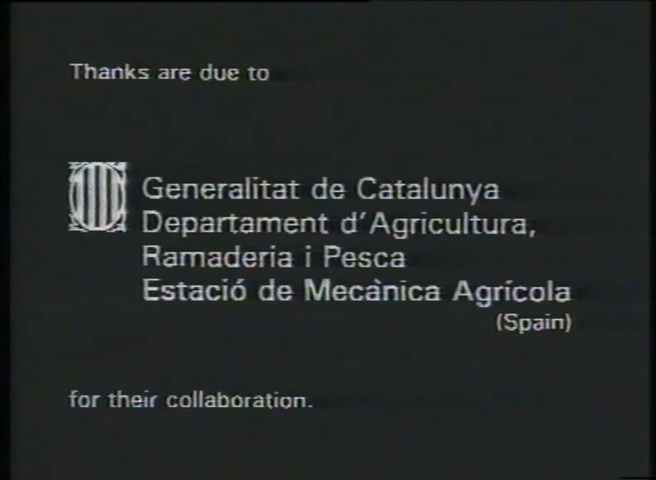 Thanks are due to
Generalitat de Catalunya
Departament d'Agricultura,
Ramaderia i Pesca
Estació de Mecànica Agrícola
(Spain)
for their collaboration.